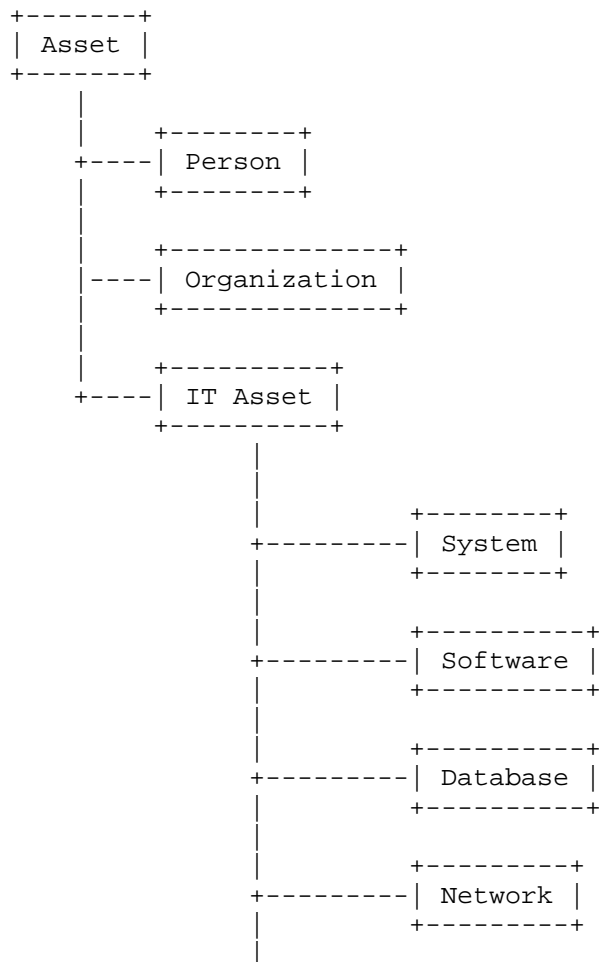 Asset
Person
Organization
IT Asset
System
Software
Database
Network